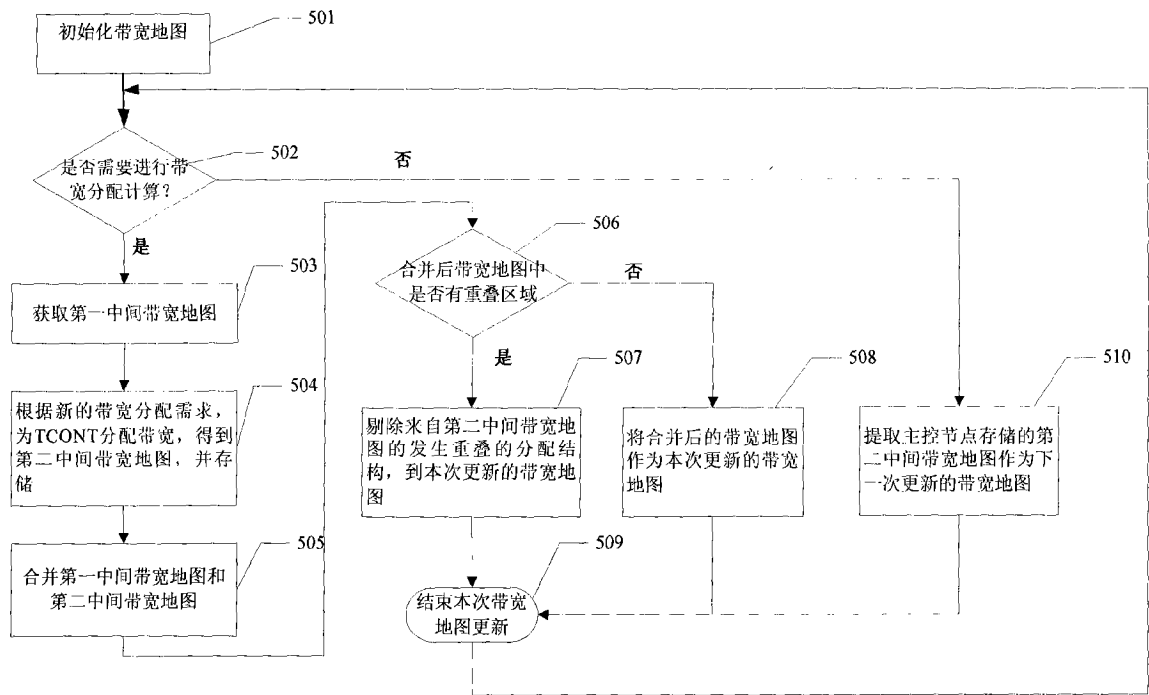 初始化带宽地图
501
是否需要进行带
宽分配计算？
502
否
是
获取第一中间带宽地图
503
根据新的带宽分配需求，
为TCONT分配带宽，得到
第二中间带宽地图，并存
储
504
合并第一中间带宽地图和
第二中间带宽地图
505
合并后带宽地图中
是否有重叠区域
506
否
是
剔除来自第二中间带宽地
图的发生重叠的分配结
构，到本次更新的带宽地
图
507
将合并后的带宽地图
作为本次更新的带宽
地图
508
提取主控节点存储的第
二中间带宽地图作为下
一次更新的带宽地图
510
结束本次带宽
地图更新
509